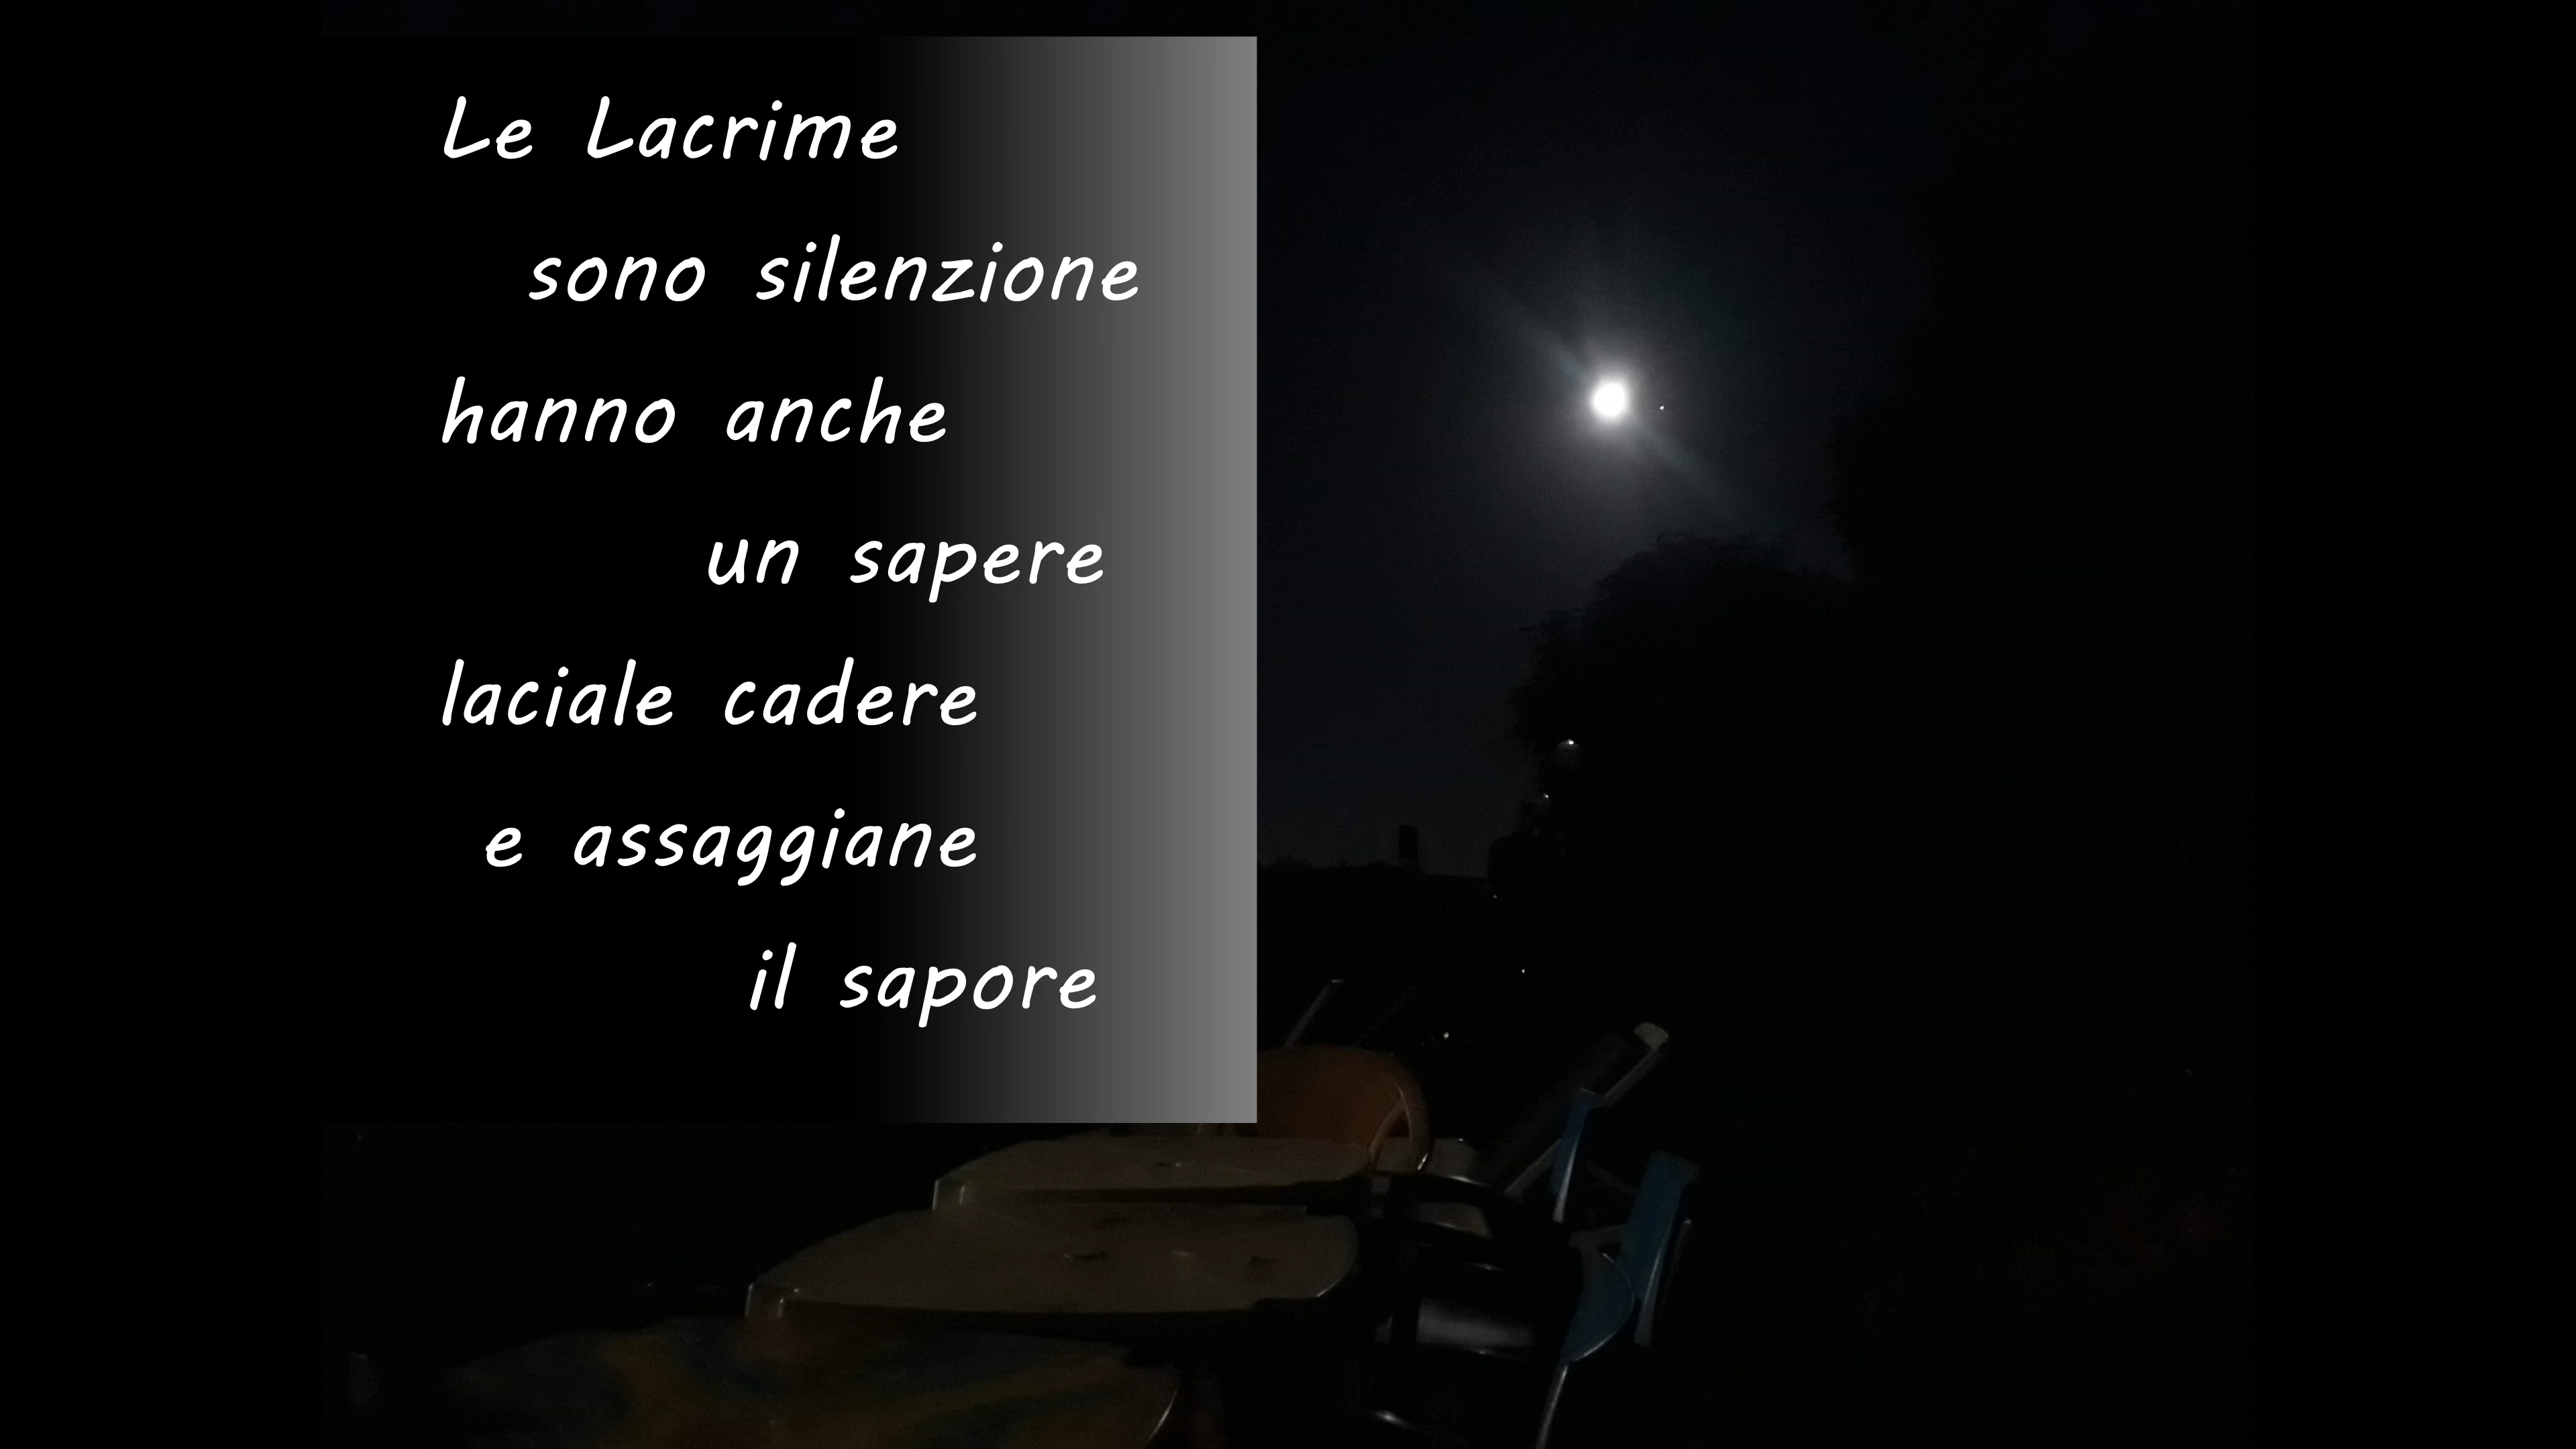 Le Lacrime
sono silenzione
hanno anche
un sapere
laciale cadere
e assaggiane
il sapore